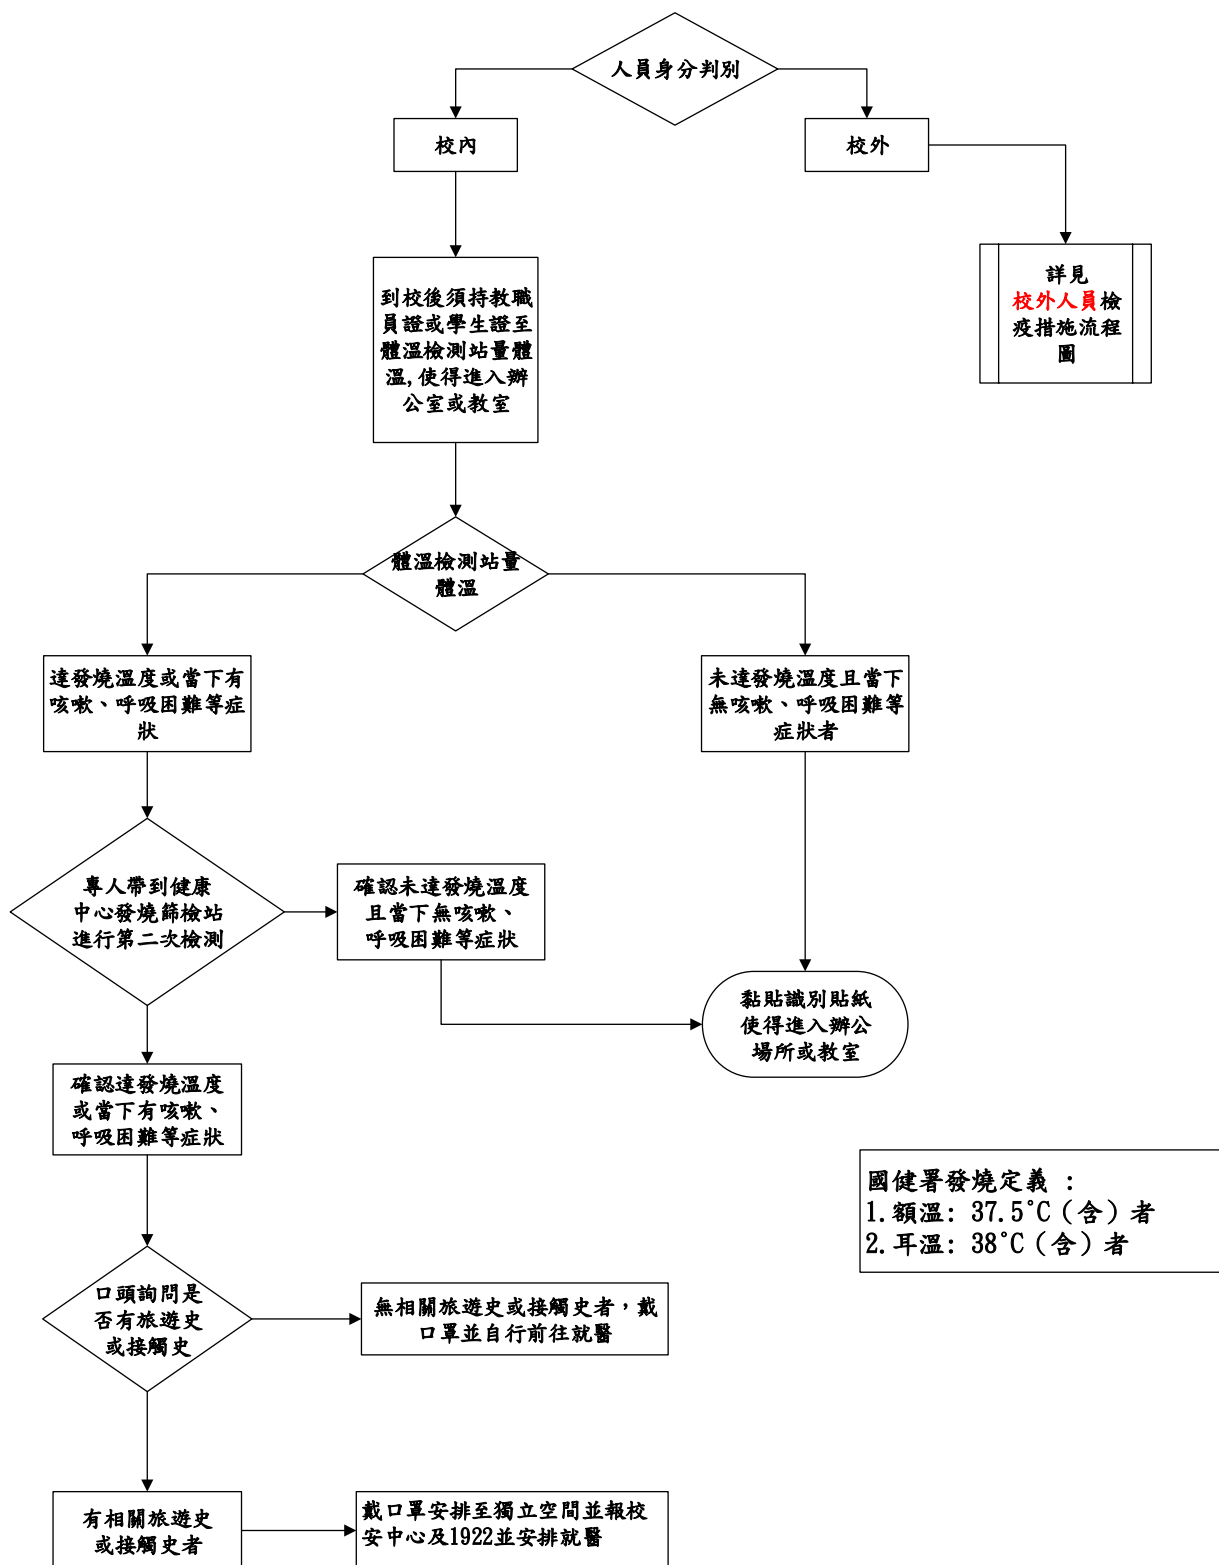 人員身分判別
校內
校外
詳見
校外人員檢
疫措施流程
圖
到校後須持教職
員證或學生證至
體溫檢測站量體
溫,使得進入辦
公室或教室
體溫檢測站量
體溫
達發燒溫度或當下有
咳嗽、呼吸困難等症
狀
未達發燒溫度且當下
無咳嗽、呼吸困難等
症狀者
專人帶到健康
中心發燒篩檢站
進行第二次檢測
確認未達發燒溫度
且當下無咳嗽、
呼吸困難等症狀
黏貼識別貼紙
使得進入辦公
場所或教室
確認達發燒溫度
或當下有咳嗽、
呼吸困難等症狀
國健署發燒定義 :
1.額溫: 37.5°C（含）者
2.耳溫: 38°C（含）者
口頭詢問是
否有旅遊史
或接觸史
無相關旅遊史或接觸史者，戴
口罩並自行前往就醫
有相關旅遊史
或接觸史者
戴口罩安排至獨立空間並報校
安中心及1922並安排就醫